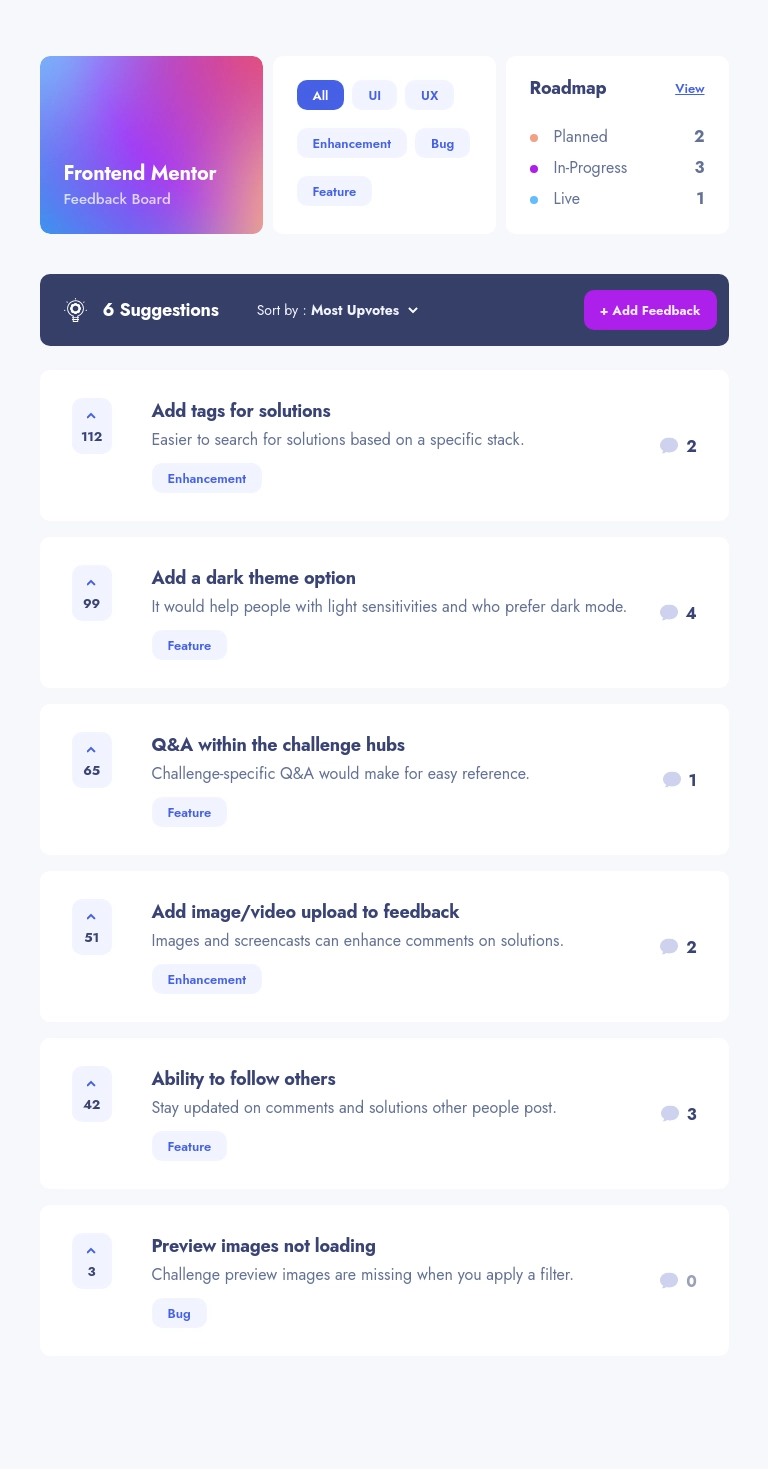 Frontend Mentor
Feedback Board
All UI UX
Enhancement Bug
Feature
Roadmap View
Planned 2
In-Progress 3
Live 1
6 Suggestions Sort by : Most Upvotes + Add Feedback
Add tags for solutions
112 Easier to search for solutions based on a specific stack. 2
Enhancement
Add a dark theme option
99 It would help people with light sensitivities and who prefer dark mode. 4
Feature
Q&A within the challenge hubs
65 Challenge-specific Q&A would make for easy reference. 1
Feature
Add image/video upload to feedback
51 Images and screencasts can enhance comments on solutions. 2
Enhancement
Ability to follow others
42 Stay updated on comments and solutions other people post. 3
Feature
Preview images not loading
3 Challenge preview images are missing when you apply a filter. 0
Bug